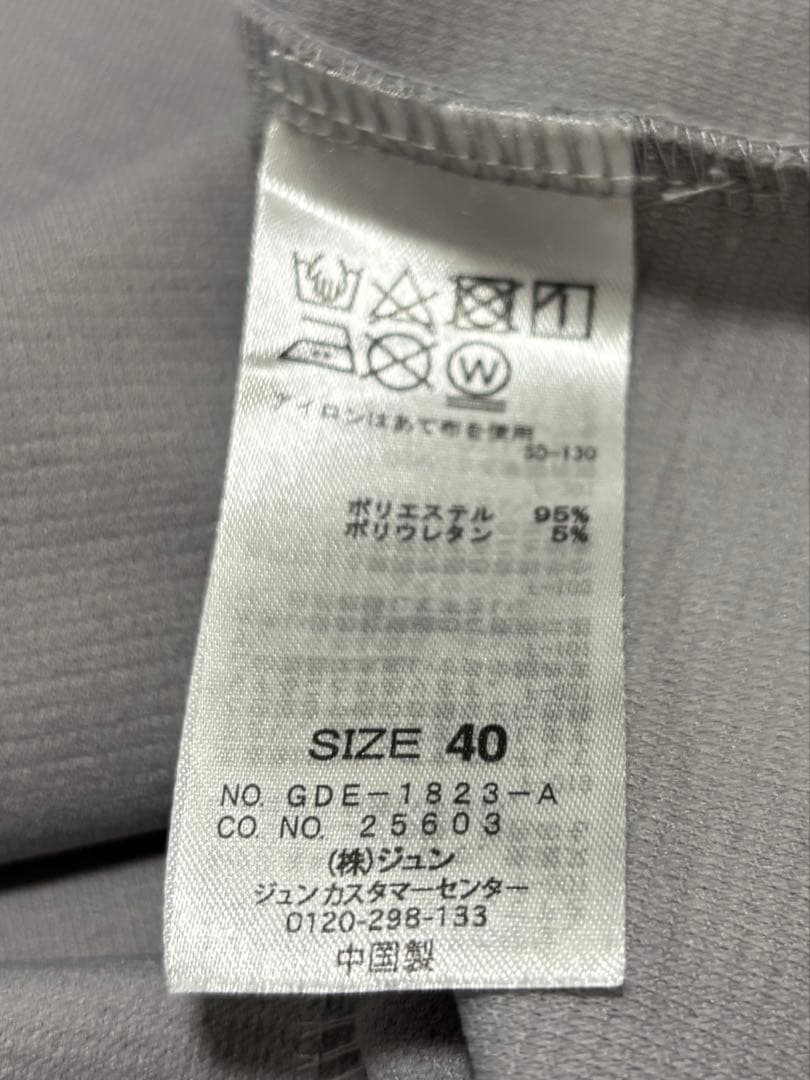 W
アイロンはあて布を使用
SD-130
ポリエステル 95%
ポリウレタン 5%
SIZE 40
NO. GDE-1823-A
CO. NO. 25603
(株)ジュン
ジュンカスタマーセンター
0120-298-133
中国製